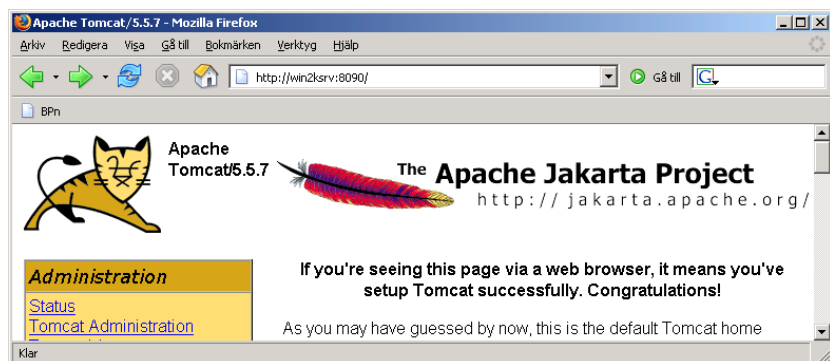 Apache Tomcat/5.5.7 - Mozilla Firefox
Arkiv Redigera Visa Gå till Bokmärken Verktyg Hjälp
http://win2ksrv:8090/ Gå till G
BPn
Apache
Tomcat/5.5.7
The Apache Jakarta Project
http://jakarta.apache.org/
Administration
Status
Tomcat Administration
If you're seeing this page via a web browser, it means you've
setup Tomcat successfully. Congratulations!
As you may have guessed by now, this is the default Tomcat home
Klar